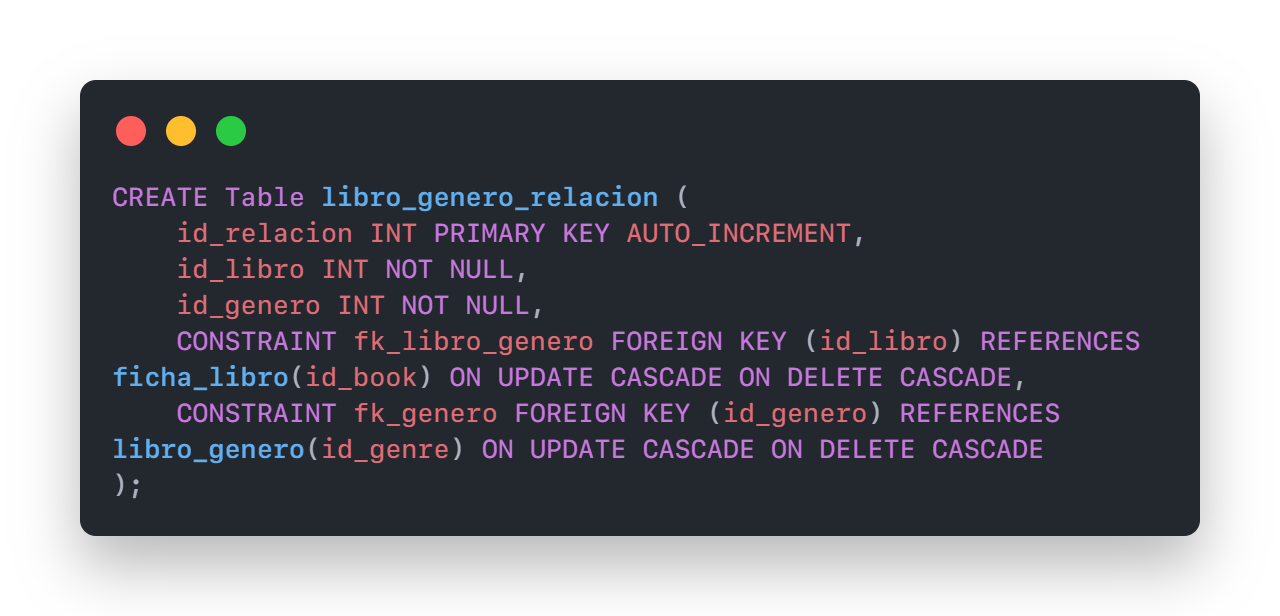 CREATE Table libro_genero_relacion (
    id_relacion INT PRIMARY KEY AUTO_INCREMENT,
    id_libro INT NOT NULL,
    id_genero INT NOT NULL,
    CONSTRAINT fk_libro_genero FOREIGN KEY (id_libro) REFERENCES
ficha_libro(id_book) ON UPDATE CASCADE ON DELETE CASCADE,
    CONSTRAINT fk_genero FOREIGN KEY (id_genero) REFERENCES
libro_genero(id_genre) ON UPDATE CASCADE ON DELETE CASCADE
);